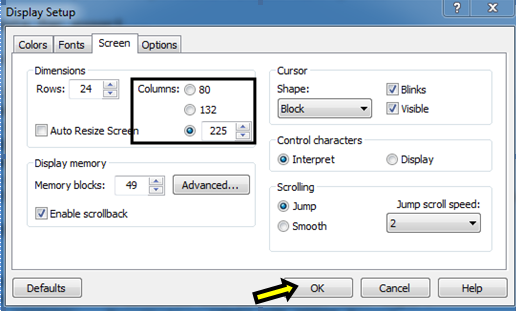 Display Setup
?
Colors
Fonts
Screen
Options
Dimensions
Rows: 24
Columns: 80
132
225
Auto Resize Screen
Display memory
Memory blocks: 49
Advanced...
Enable scrollback
Cursor
Shape:
Block
Blinks
Visible
Control characters
Interpret
Display
Scrolling
Jump
Smooth
Jump scroll speed:
2
Defaults
OK
Cancel
Help